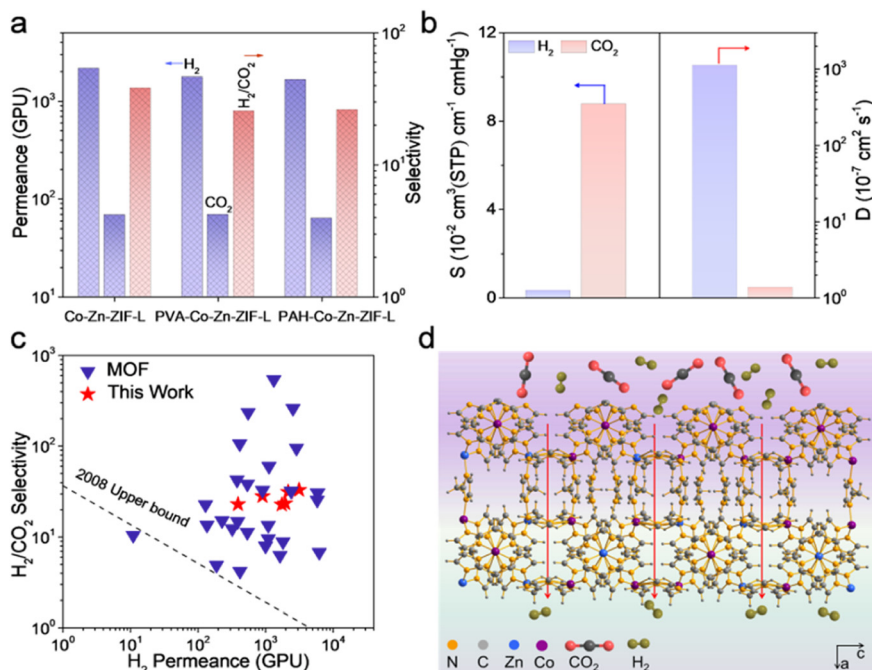 a
Permeance (GPU)
10³
10²
10¹
H₂
CO₂
H₂/CO₂
10²
10¹
10⁰
Selectivity
Co-Zn-ZIF-L PVA-Co-Zn-ZIF-L PAH-Co-Zn-ZIF-L
b
S (10⁻² cm³(STP) cm⁻¹ cmHg⁻¹)
12
8
4
0
H₂ CO₂
10³
10²
10¹
10⁰
D (10⁻⁷ cm² s⁻¹)
c
H₂/CO₂ Selectivity
10³
10²
10¹
10⁰
MOF
This Work
2008 Upper bound
10⁰ 10¹ 10² 10³ 10⁴
H₂ Permeance (GPU)
d
N C Zn Co CO₂ H₂
c
a